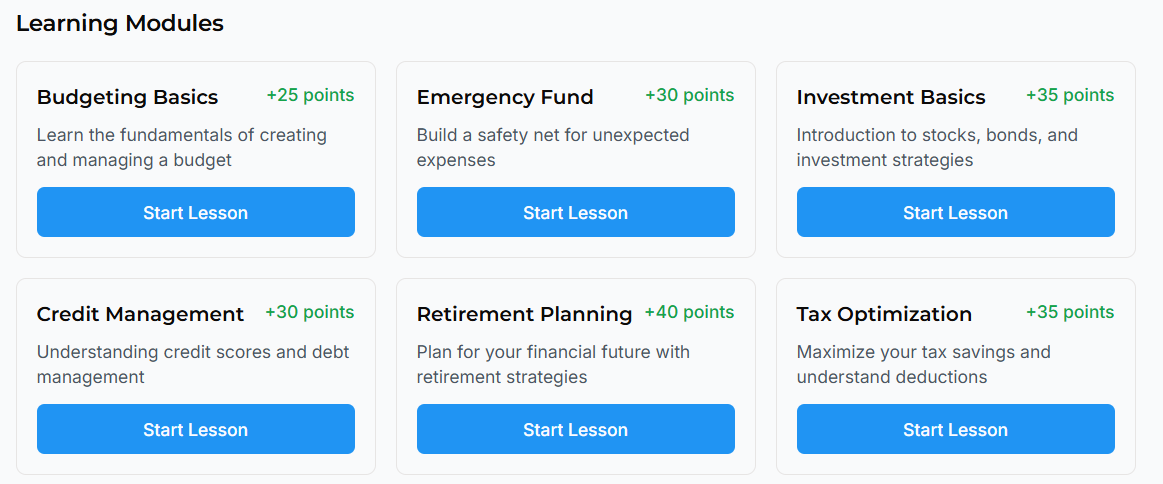 Learning Modules
Budgeting Basics +25 points
Learn the fundamentals of creating
and managing a budget
Start Lesson
Emergency Fund +30 points
Build a safety net for unexpected
expenses
Start Lesson
Investment Basics +35 points
Introduction to stocks, bonds, and
investment strategies
Start Lesson
Credit Management +30 points
Understanding credit scores and debt
management
Start Lesson
Retirement Planning +40 points
Plan for your financial future with
retirement strategies
Start Lesson
Tax Optimization +35 points
Maximize your tax savings and
understand deductions
Start Lesson